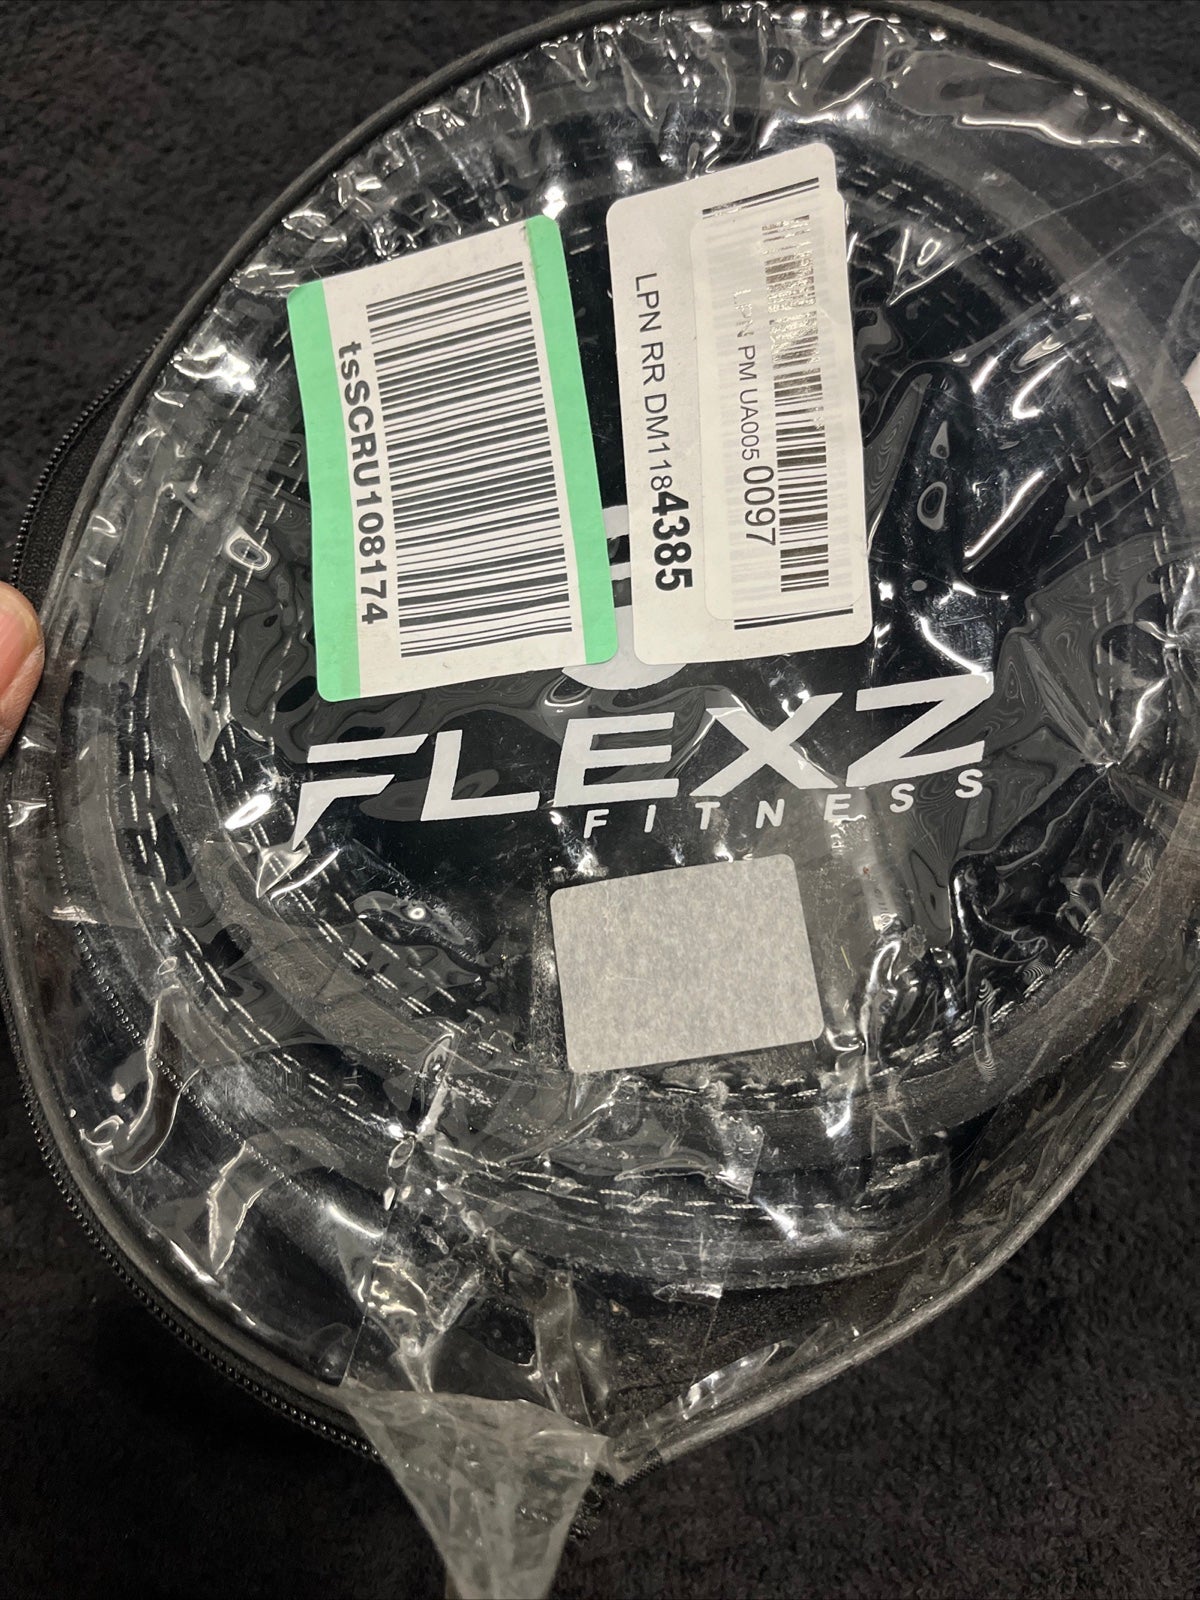 tsSCRU108174
LPN RR DM1184385
LPN PM UA0050097
FLEXZ
FITNESS